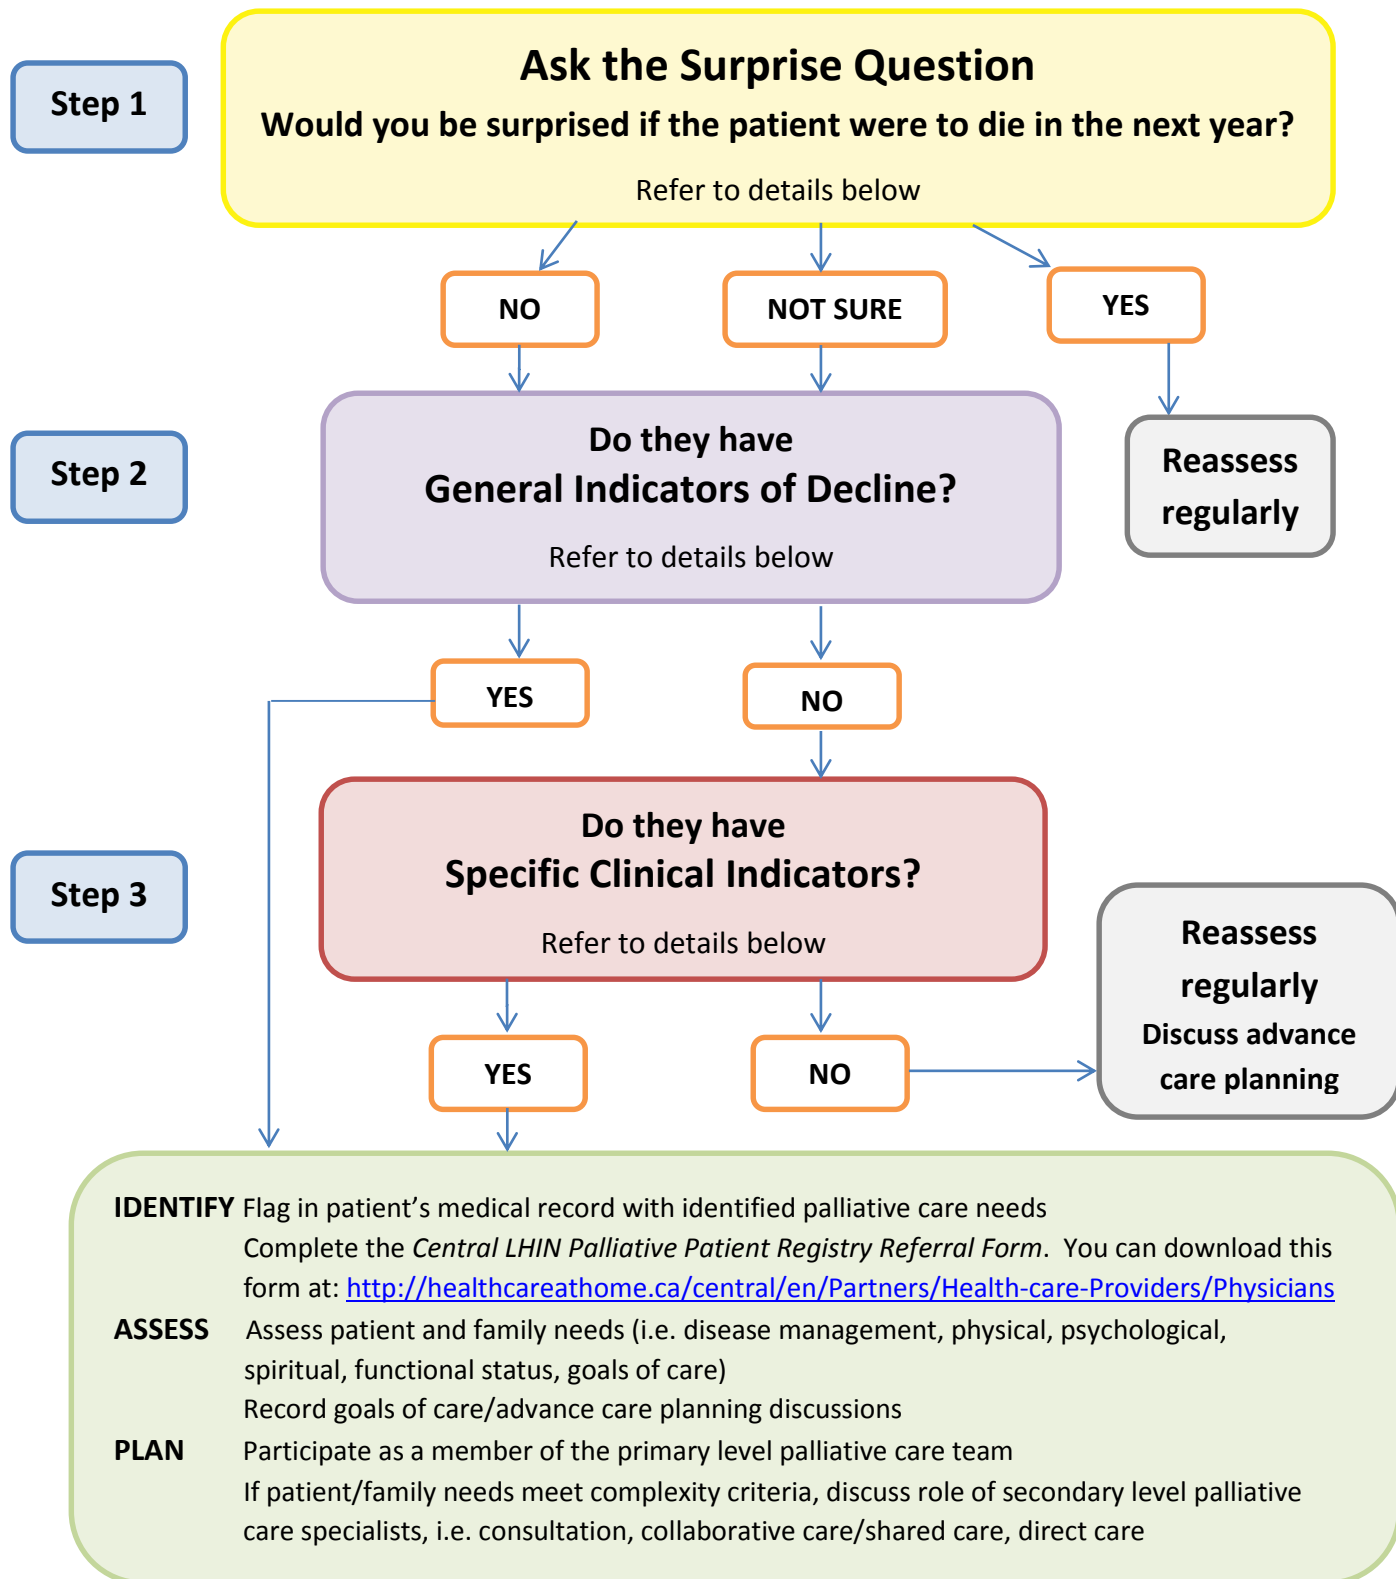 Step 1
Ask the Surprise Question
Would you be surprised if the patient were to die in the next year?
Refer to details below
NO
NOT SURE
YES
Step 2
Do they have
General Indicators of Decline?
Refer to details below
Reassess
regularly
YES
NO
Step 3
Do they have
Specific Clinical Indicators?
Refer to details below
Reassess
regularly
Discuss advance
care planning
YES
NO
IDENTIFY Flag in patient’s medical record with identified palliative care needs
Complete the Central LHIN Palliative Patient Registry Referral Form. You can download this
form at: http://healthcareathome.ca/central/en/Partners/Health-care-Providers/Physicians
ASSESS Assess patient and family needs (i.e. disease management, physical, psychological,
spiritual, functional status, goals of care)
Record goals of care/advance care planning discussions
PLAN Participate as a member of the primary level palliative care team
If patient/family needs meet complexity criteria, discuss role of secondary level palliative
care specialists, i.e. consultation, collaborative care/shared care, direct care